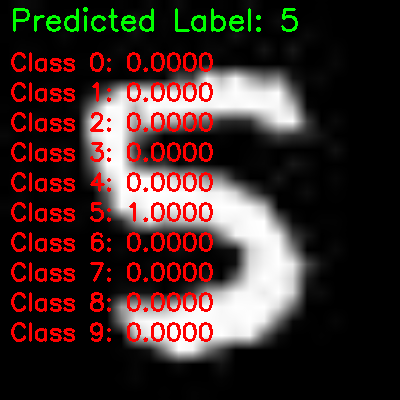 Predicted Label: 5
Class 0: 0.0000
Class 1: 0.0000
Class 2: 0.0000
Class 3: 0.0000
Class 4: 0.0000
Class 5: 1.0000
Class 6: 0.0000
Class 7: 0.0000
Class 8: 0.0000
Class 9: 0.0000
5